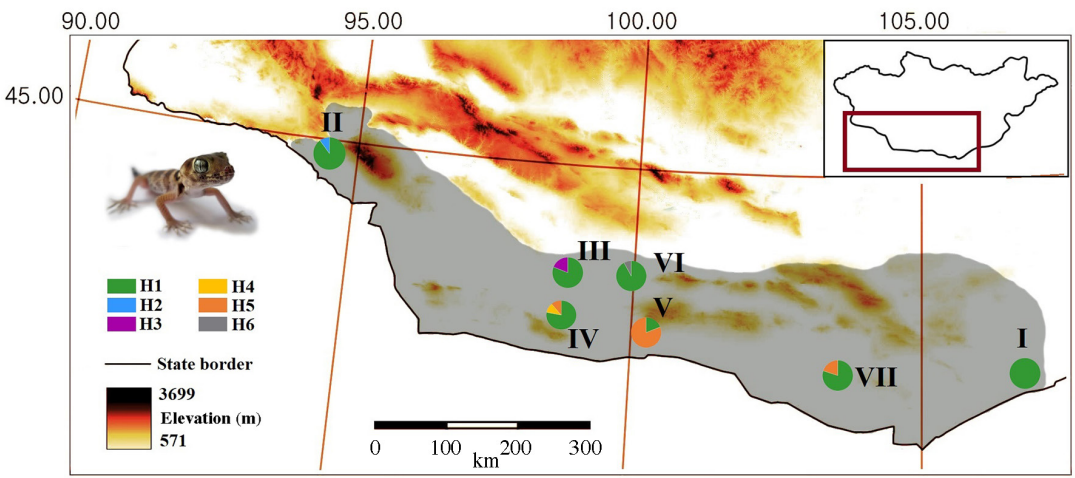 90.00 95.00 100.00 105.00
45.00
II
III
VI
IV
V
VII
I
H1 H4
H2 H5
H3 H6
State border
3699
Elevation (m)
571
0 100 200 300
km